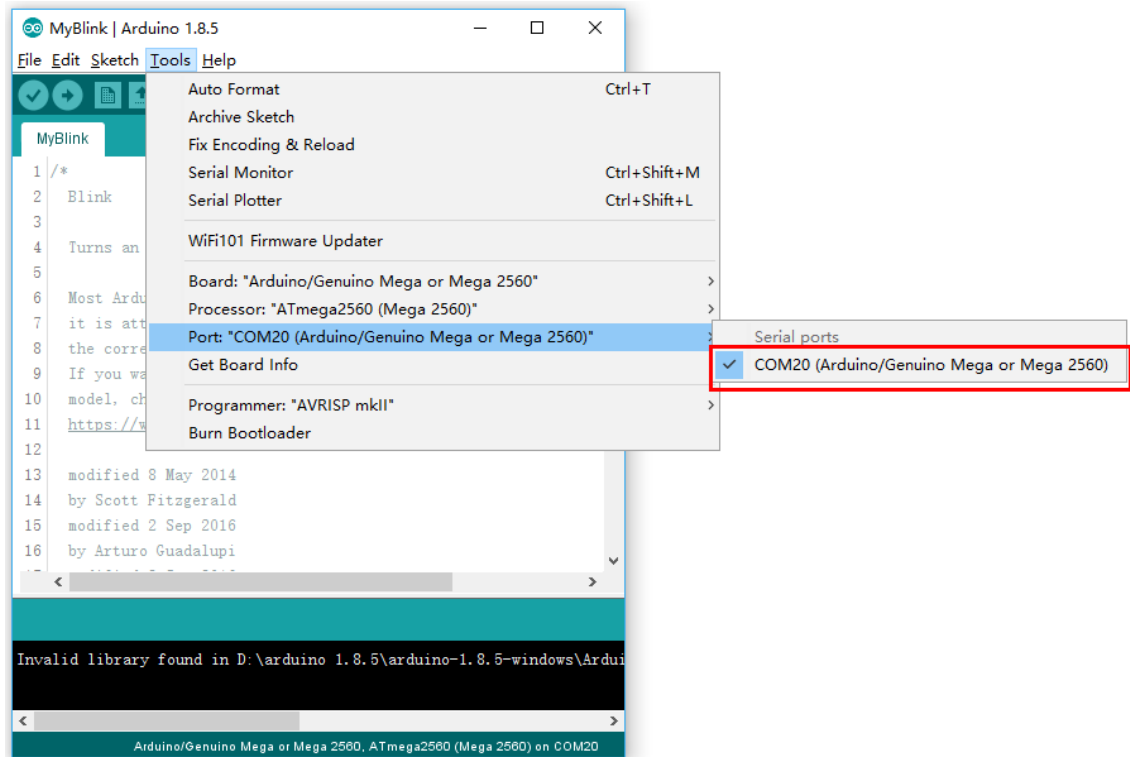 MyBlink | Arduino 1.8.5
File Edit Sketch Tools Help
Auto Format Ctrl+T
Archive Sketch
Fix Encoding & Reload
Serial Monitor Ctrl+Shift+M
Serial Plotter Ctrl+Shift+L
WiFi101 Firmware Updater
Board: "Arduino/Genuino Mega or Mega 2560"
Processor: "ATmega2560 (Mega 2560)"
Port: "COM20 (Arduino/Genuino Mega or Mega 2560)"
Get Board Info
Programmer: "AVRISP mkII"
Burn Bootloader
Serial ports
COM20 (Arduino/Genuino Mega or Mega 2560)
MyBlink
1 /*
2 Blink
3
4 Turns an
5
6 Most Ardu
7 it is att
8 the corre
9 If you wa
10 model, ch
11 https://w
12
13 modified 8 May 2014
14 by Scott Fitzgerald
15 modified 2 Sep 2016
16 by Arturo Guadalupi
Invalid library found in D:\arduino 1.8.5\arduino-1.8.5-windows\Ardui
Arduino/Genuino Mega or Mega 2560, ATmega2560 (Mega 2560) on COM20